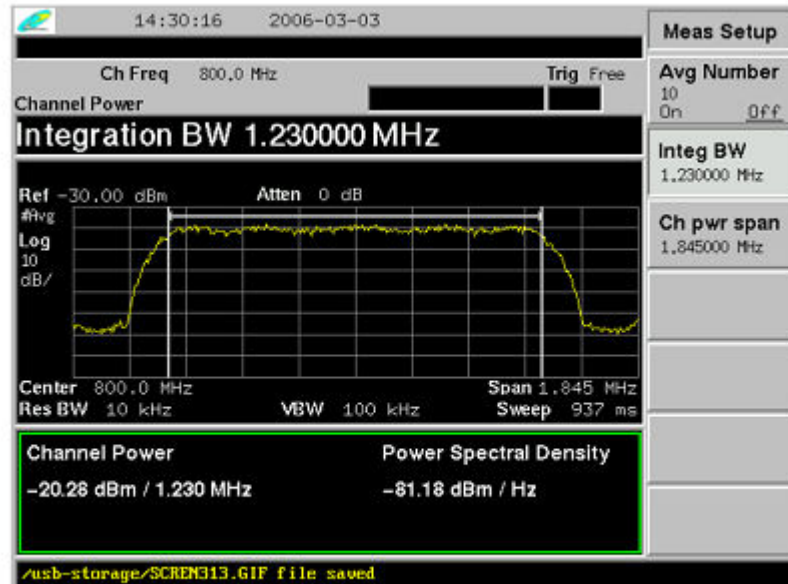 14:30:16 2006-03-03
Meas Setup
Ch Freq 800.0 MHz Trig Free
Channel Power
Avg Number
10
On Off
Integration BW 1.230000 MHz
Integ BW
1.230000 MHz
Ref -30.00 dBm Atten 0 dB
#Avg
Log
10
dB/
Ch pwr span
1.845000 MHz
Center 800.0 MHz Span 1.845 MHz
Res BW 10 kHz VBW 100 kHz Sweep 937 ms
Channel Power Power Spectral Density
-20.28 dBm / 1.230 MHz -81.18 dBm / Hz
/usb-storage/SCREN313.GIF file saved